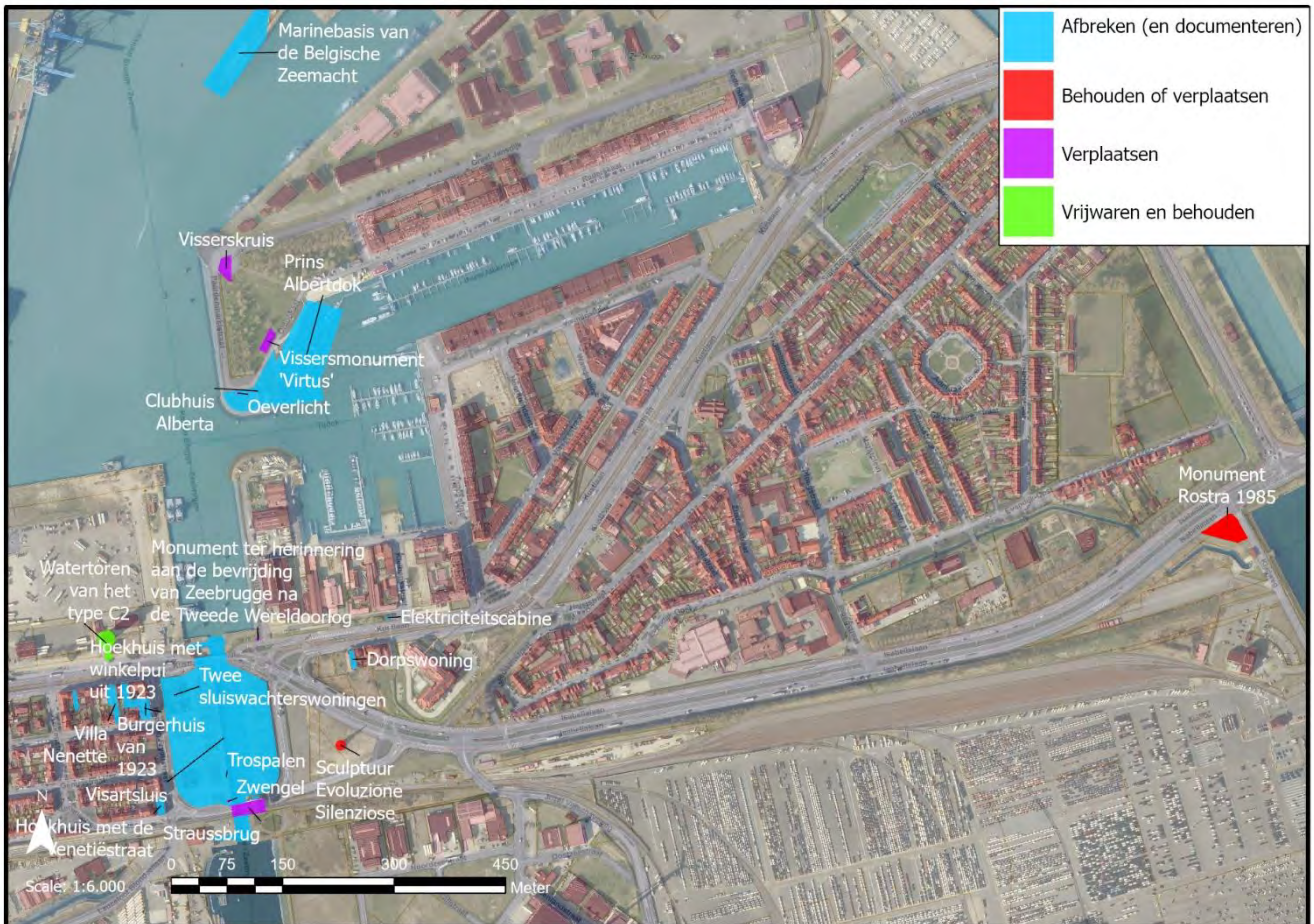 Marinebasis van
de Belgische
Zeemacht
Afbreken (en documenteren)
Behouden of verplaatsen
Verplaatsen
Vrijwaren en behouden
Visserskruis
Prins
Albertdok
Vissersmonument
'Virtus'
Clubhuis
Alberta
Oeverlicht
Monument
Rostra 1985
Monument ter herinnering
aan de bevrijding
van Zeebrugge na
de Tweede Wereldoorlog
Watertoren
van het
type C2
Elektriciteitscabine
Hoekhuis met
winkelpui
uit 1923
Twee
sluiswachterswoningen
Dorpswoning
Villa
Nenette
Burgerhuis
van
1923
Trospalen
Zwengel
Sculptuur
Evoluzione
Silenziose
Visartsluis
N
Hoekhuis met de
Venetiëstraat
Straussbrug
0 75 150 300 450
Scale: 1:6.000
Meter